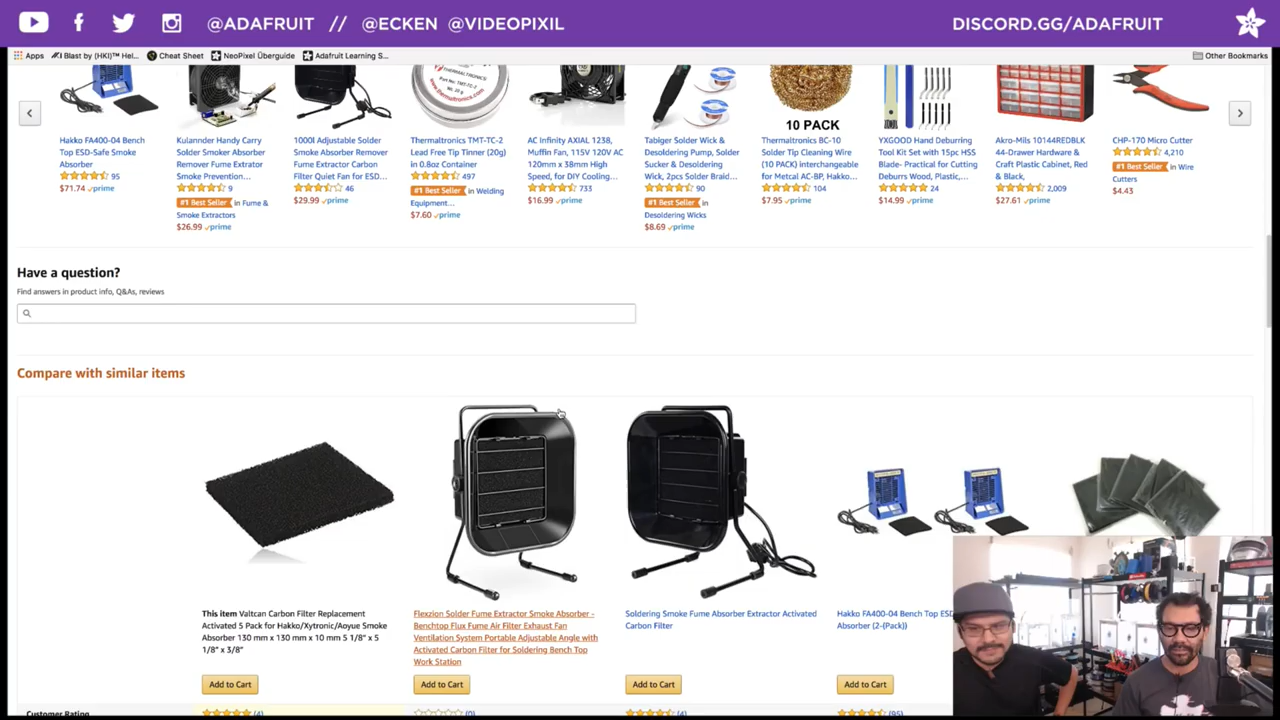 @ADAFRUIT // @ECKEN @VIDEOPIXIL
DISCORD.GG/ADAFRUIT
Apps
Blast by (HKI)™ Hel...
Cheat Sheet
NeoPixel Überguide
Adafruit Learning S...
Other Bookmarks
Hakko FA400-04 Bench
Top ESD-Safe Smoke
Absorber
95
$71.74 prime
Kulannder Handy Carry
Solder Smoke Absorber
Remover Fume Extrator
Smoke Prevention...
9
#1 Best Seller in Fume &
Smoke Extractors
$26.99 prime
1000l Adjustable Solder
Smoke Absorber Remover
Fume Extractor Carbon
Filter Quiet Fan for ESD...
46
$29.99 prime
THERMALTRONICS
Thermaltronics TMT-TC-2
Lead Free Tip Tinner (20g)
in 0.8oz Container
497
#1 Best Seller in Welding
Equipment...
$7.60 prime
AC Infinity AXIAL 1238,
Muffin Fan, 115V 120V AC
120mm x 38mm High
Speed, for DIY Cooling...
733
$16.99 prime
Tabiger Solder Wick &
Desoldering Pump, Solder
Sucker & Desoldering
Wick, 2pcs Solder Braid...
90
#1 Best Seller in
Desoldering Wicks
$8.69 prime
10 PACK
Thermaltronics BC-10
Solder Tip Cleaning Wire
(10 PACK) interchangeable
for Metcal AC-BP, Hakko...
104
$7.95 prime
YXGOOD Hand Deburring
Tool Kit Set with 15pc HSS
Blade- Practical for Cutting
Deburrs Wood, Plastic,...
24
$14.99 prime
Akro-Mils 10144REDBLK
44-Drawer Hardware &
Craft Plastic Cabinet, Red
& Black,
2,009
$27.61 prime
CHP-170 Micro Cutter
4,210
#1 Best Seller in Wire
Cutters
$4.43
Have a question?
Find answers in product info, Q&As, reviews
Compare with similar items
This item Valtcan Carbon Filter Replacement
Activated 5 Pack for Hakko/Xytronic/Aoyue Smoke
Absorber 130 mm x 130 mm x 10 mm 5 1/8" x 5
1/8" x 3/8"
Add to Cart
Flexzion Solder Fume Extractor Smoke Absorber -
Benchtop Flux Fume Air Filter Exhaust Fan
Ventilation System Portable Adjustable Angle with
Activated Carbon Filter for Soldering Bench Top
Work Station
Add to Cart
Soldering Smoke Fume Absorber Extractor Activated
Carbon Filter
Add to Cart
Hakko FA400-04 Bench Top
Absorber (2-(Pack))
Add to Cart
Customer Rating
(4)
(0)
(4)
(95)